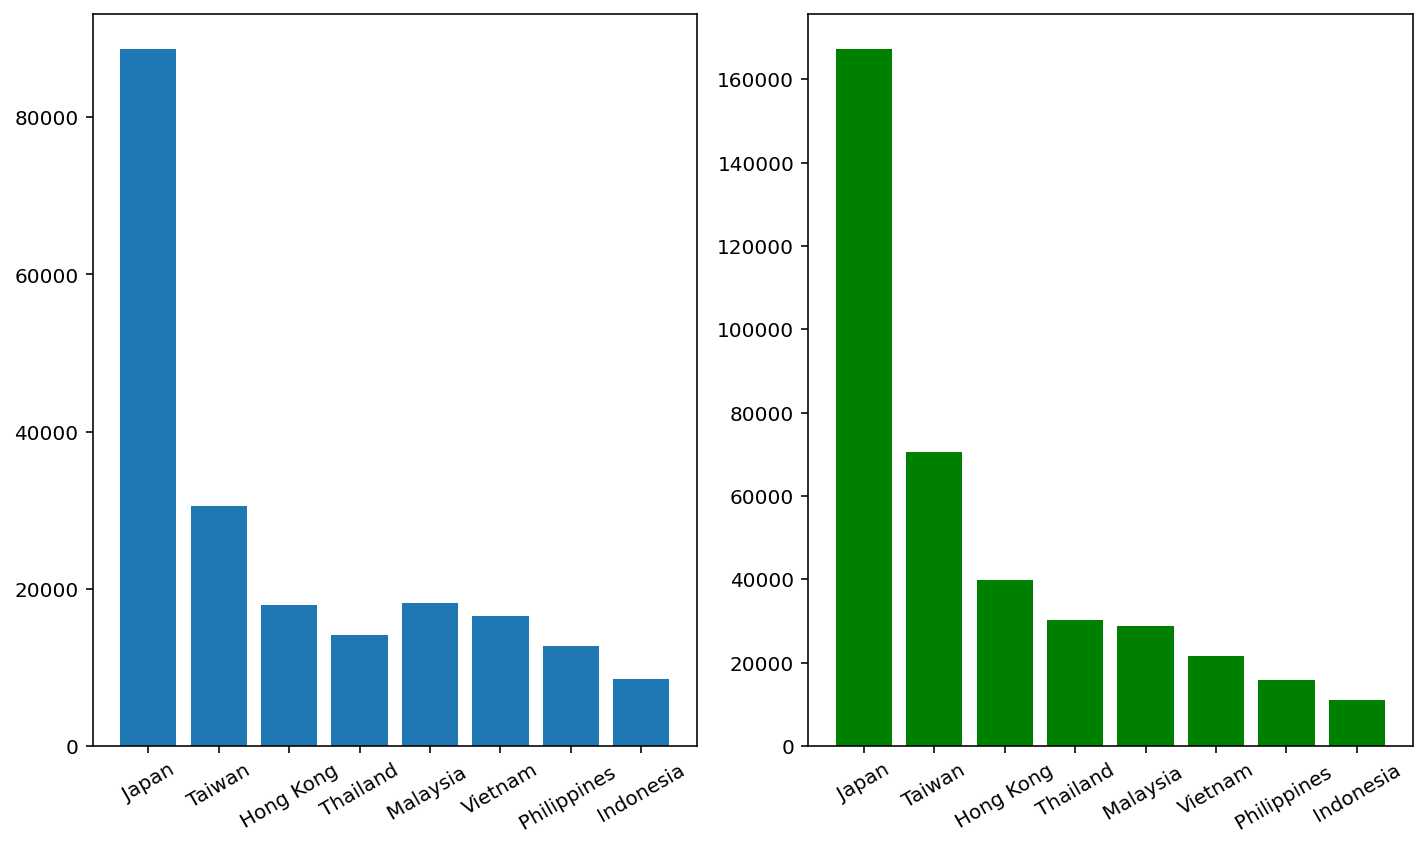 80000
60000
40000
20000
0
Japan
Taiwan
Hong Kong
Thailand
Malaysia
Vietnam
Philippines
Indonesia
160000
140000
120000
100000
80000
60000
40000
20000
0
Japan
Taiwan
Hong Kong
Thailand
Malaysia
Vietnam
Philippines
Indonesia